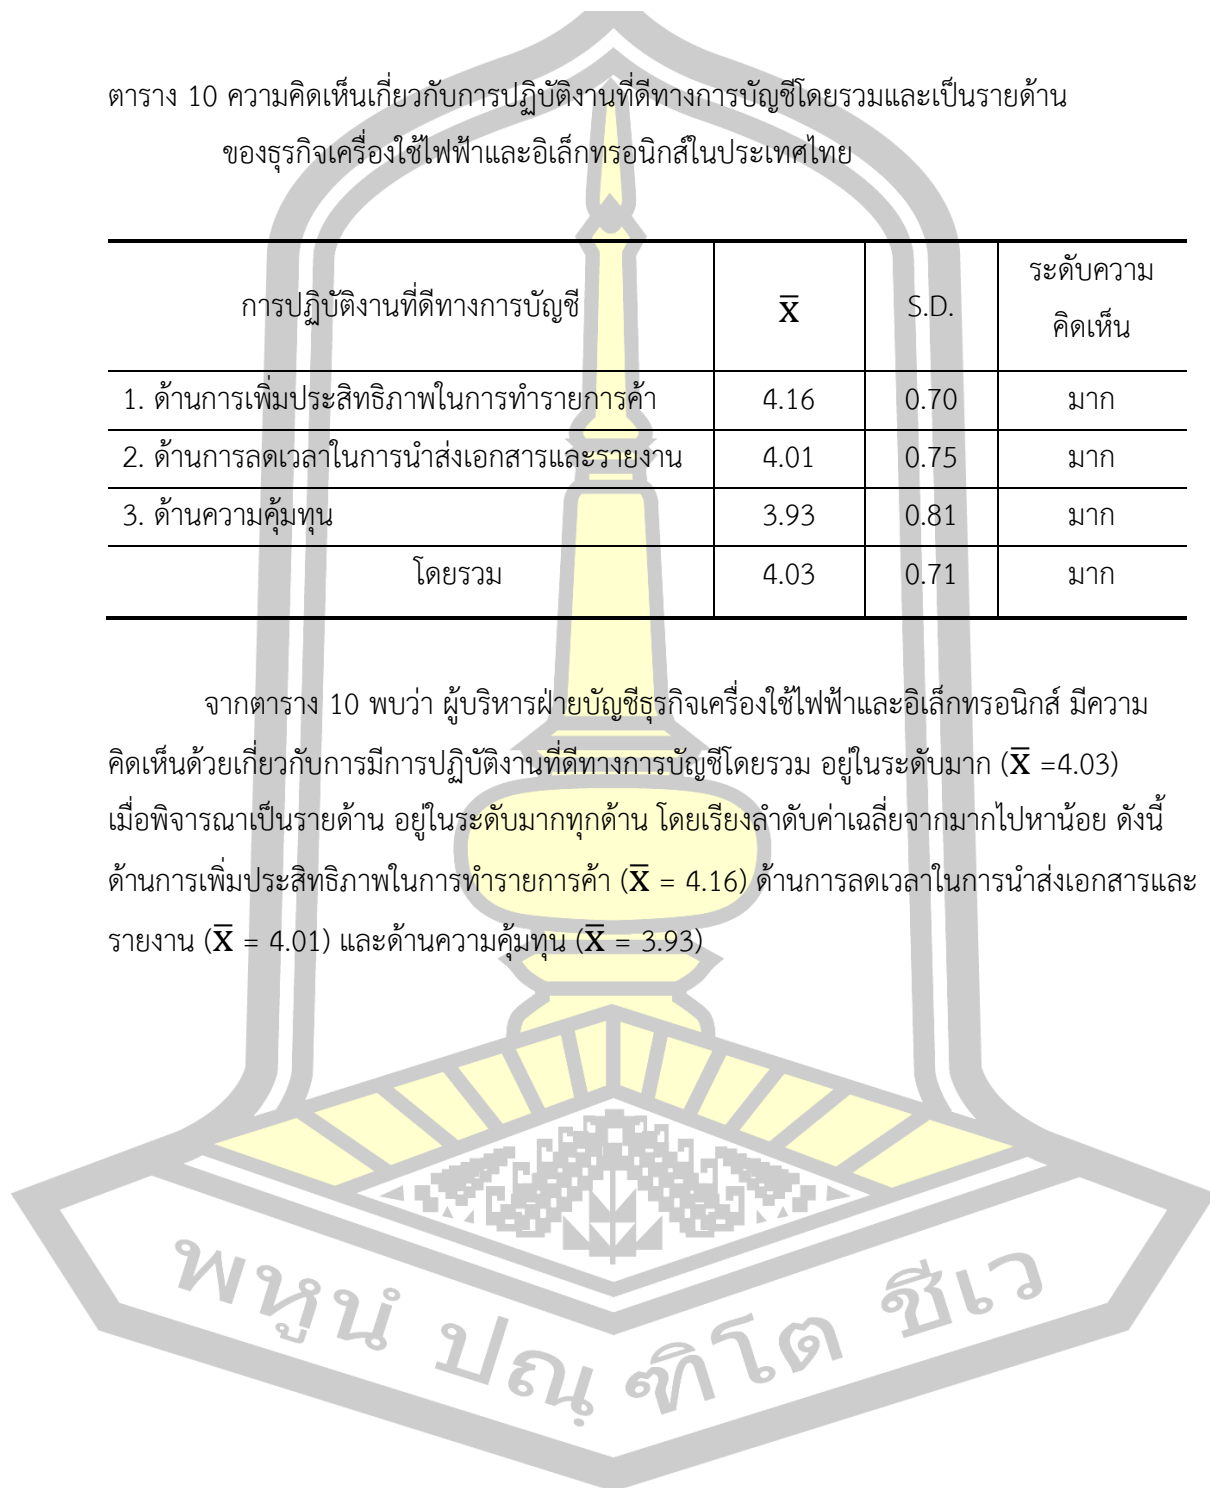 ตาราง 10 ความคิดเห็นเกี่ยวกับการปฏิบัติงานที่ดีทางการบัญชีโดยรวมและเป็นรายด้าน
ของธุรกิจเครื่องใช้ไฟฟ้าและอิเล็กทรอนิกส์ในประเทศไทย
การปฏิบัติงานที่ดีทางการบัญชี X̅ S.D. ระดับความ
คิดเห็น
1. ด้านการเพิ่มประสิทธิภาพในการทำรายการค้า 4.16 0.70 มาก
2. ด้านการลดเวลาในการนำส่งเอกสารและรายงาน 4.01 0.75 มาก
3. ด้านความคุ้มทุน 3.93 0.81 มาก
โดยรวม 4.03 0.71 มาก
จากตาราง 10 พบว่า ผู้บริหารฝ่ายบัญชีธุรกิจเครื่องใช้ไฟฟ้าและอิเล็กทรอนิกส์ มีความ
คิดเห็นด้วยเกี่ยวกับการมีการปฏิบัติงานที่ดีทางการบัญชีโดยรวม อยู่ในระดับมาก (X̅ =4.03)
เมื่อพิจารณาเป็นรายด้าน อยู่ในระดับมากทุกด้าน โดยเรียงลำดับค่าเฉลี่ยจากมากไปหาน้อย ดังนี้
ด้านการเพิ่มประสิทธิภาพในการทำรายการค้า (X̅ = 4.16) ด้านการลดเวลาในการนำส่งเอกสารและ
รายงาน (X̅ = 4.01) และด้านความคุ้มทุน (X̅ = 3.93)
พหูนํ ปณฺฑิโต ชีเว